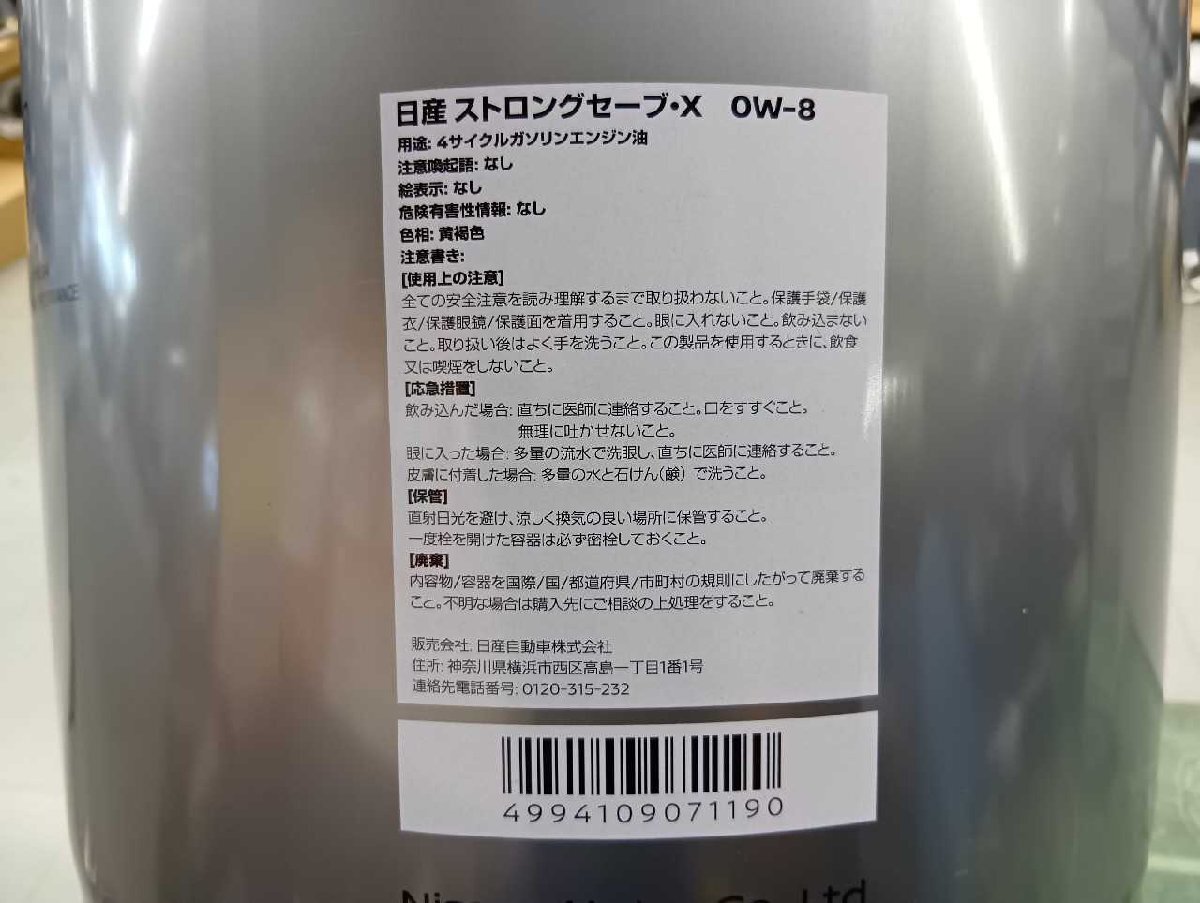 日産 ストロングセーブ•X 0W-8
用途: 4サイクルガソリンエンジン油
注意喚起語: なし
絵表示: なし
危険有害性情報: なし
色相: 黄褐色
注意書き:
[使用上の注意]
全ての安全注意を読み理解するまで取り扱わないこと。保護手袋/保護
衣/保護眼鏡/保護面を着用すること。眼に入れないこと。飲み込まない
こと。取り扱い後はよく手を洗うこと。この製品を使用するときに、飲食
又は喫煙をしないこと。
[応急措置]
飲み込んだ場合: 直ちに医師に連絡すること。口をすすぐこと。
無理に吐かせないこと。
眼に入った場合: 多量の流水で洗眼し、直ちに医師に連絡すること。
皮膚に付着した場合: 多量の水と石けん(鹸) で洗うこと。
[保管]
直射日光を避け、涼しく換気の良い場所に保管すること。
一度栓を開けた容器は必ず密栓しておくこと。
[廃棄]
内容物/容器を国際/国/都道府県/市町村の規則にしたがって廃棄する
こと。不明な場合は購入先にご相談の上処理をすること。
販売会社: 日産自動車株式会社
住所: 神奈川県横浜市西区高島一丁目1番1号
連絡先電話番号: 0120-315-232
4994109071190
Co., Ltd